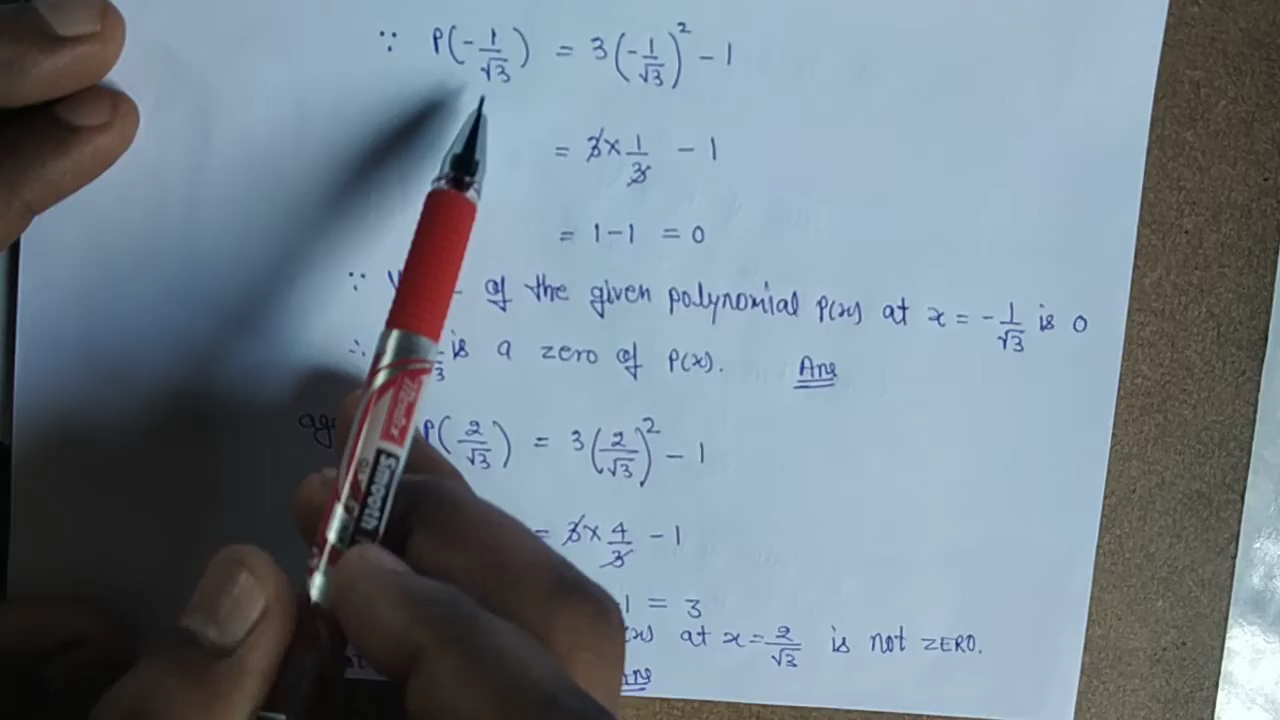 ∵ P(-1/√3) = 3(-1/√3)² - 1
= 3 × 1/3 - 1
= 1 - 1 = 0
∵ of the given polynomial P(x) at x = -1/√3 is 0
∴ is a zero of P(x). Ans
P(2/√3) = 3(2/√3)² - 1
= 3 × 4/3 - 1
1 = 3
at x = 2/√3 is not ZERO.
Ans
Smooth